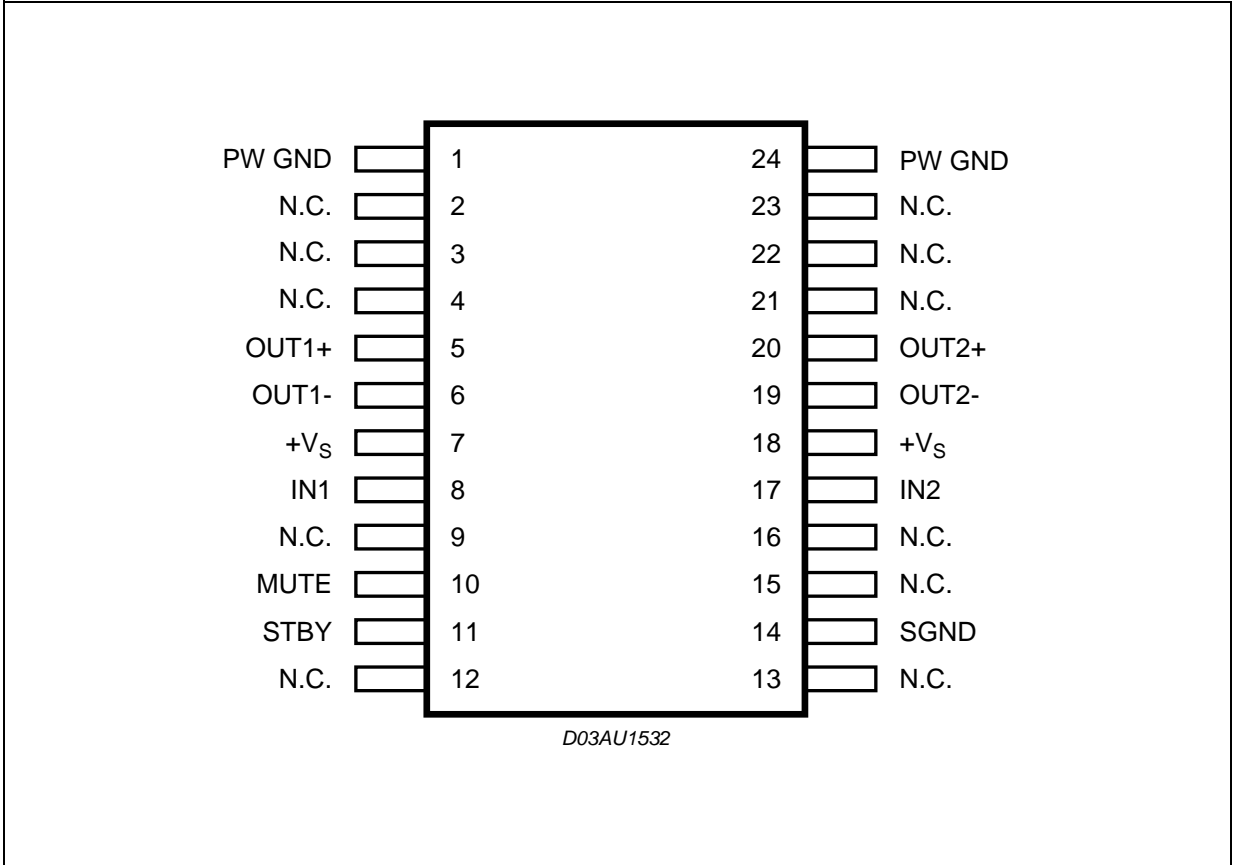 PW GND 1 24 PW GND
N.C. 2 23 N.C.
N.C. 3 22 N.C.
N.C. 4 21 N.C.
OUT1+ 5 20 OUT2+
OUT1- 6 19 OUT2-
+VS 7 18 +VS
IN1 8 17 IN2
N.C. 9 16 N.C.
MUTE 10 15 N.C.
STBY 11 14 SGND
N.C. 12 13 N.C.
D03AU1532